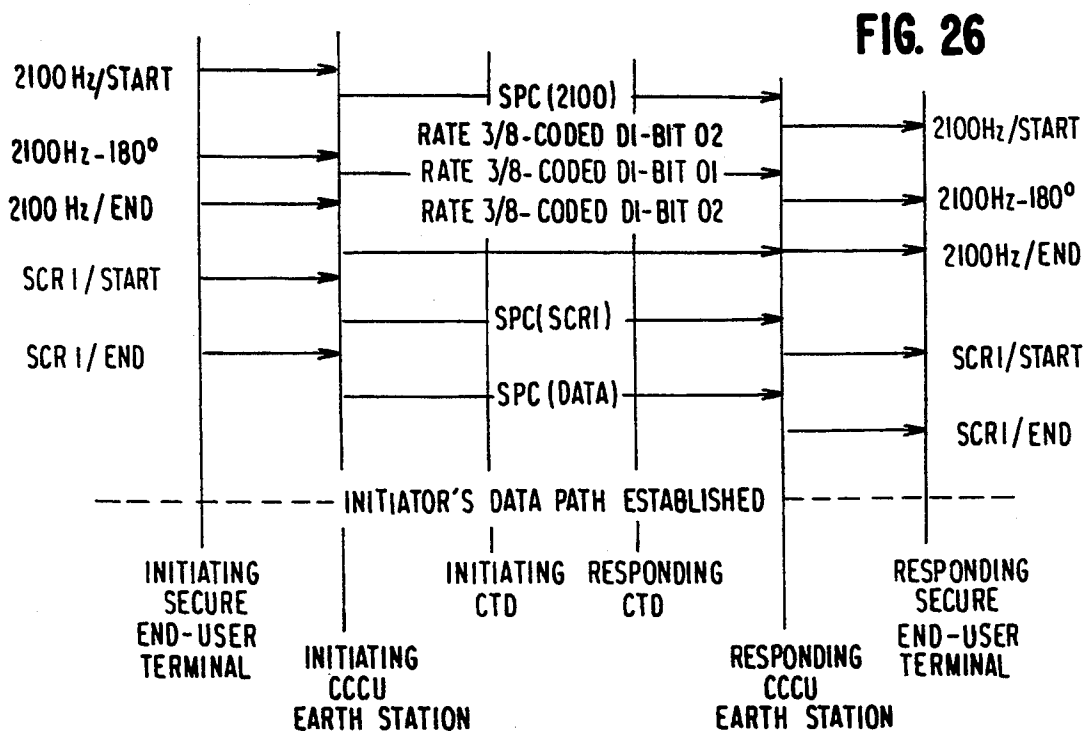 FIG. 26
2100 Hz/START
SPC (2100)
RATE 3/8-CODED DI-BIT 02
2100Hz/START
2100Hz-180°
RATE 3/8-CODED DI-BIT 01
2100 Hz/END
RATE 3/8-CODED DI-BIT 02
2100Hz-180°
2100Hz/END
SCR I/START
SPC(SCRI)
SCR I/END
SCRI/START
SPC (DATA)
SCRI/END
INITIATOR'S DATA PATH ESTABLISHED
INITIATING
SECURE
END-USER
TERMINAL
INITIATING
CCCU
EARTH STATION
INITIATING
CTD
RESPONDING
CTD
RESPONDING
CCCU
EARTH STATION
RESPONDING
SECURE
END-USER
TERMINAL